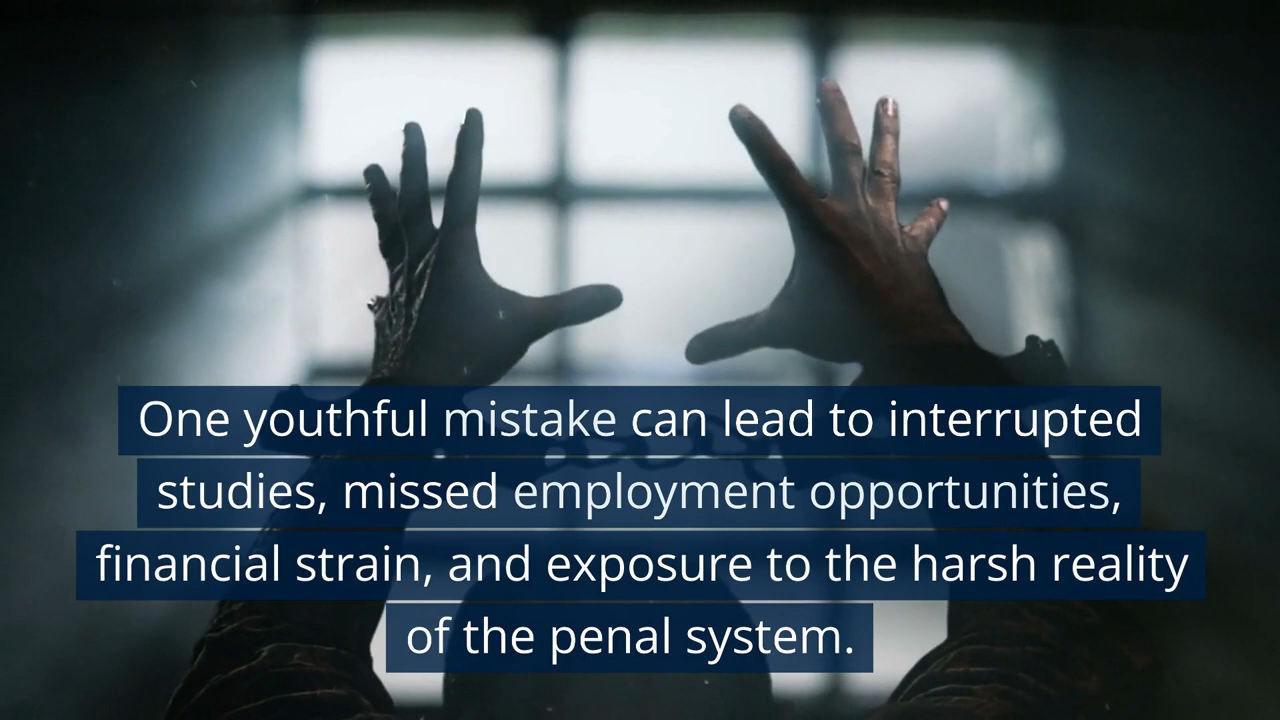 One youthful mistake can lead to interrupted
studies, missed employment opportunities,
financial strain, and exposure to the harsh reality
of the penal system.